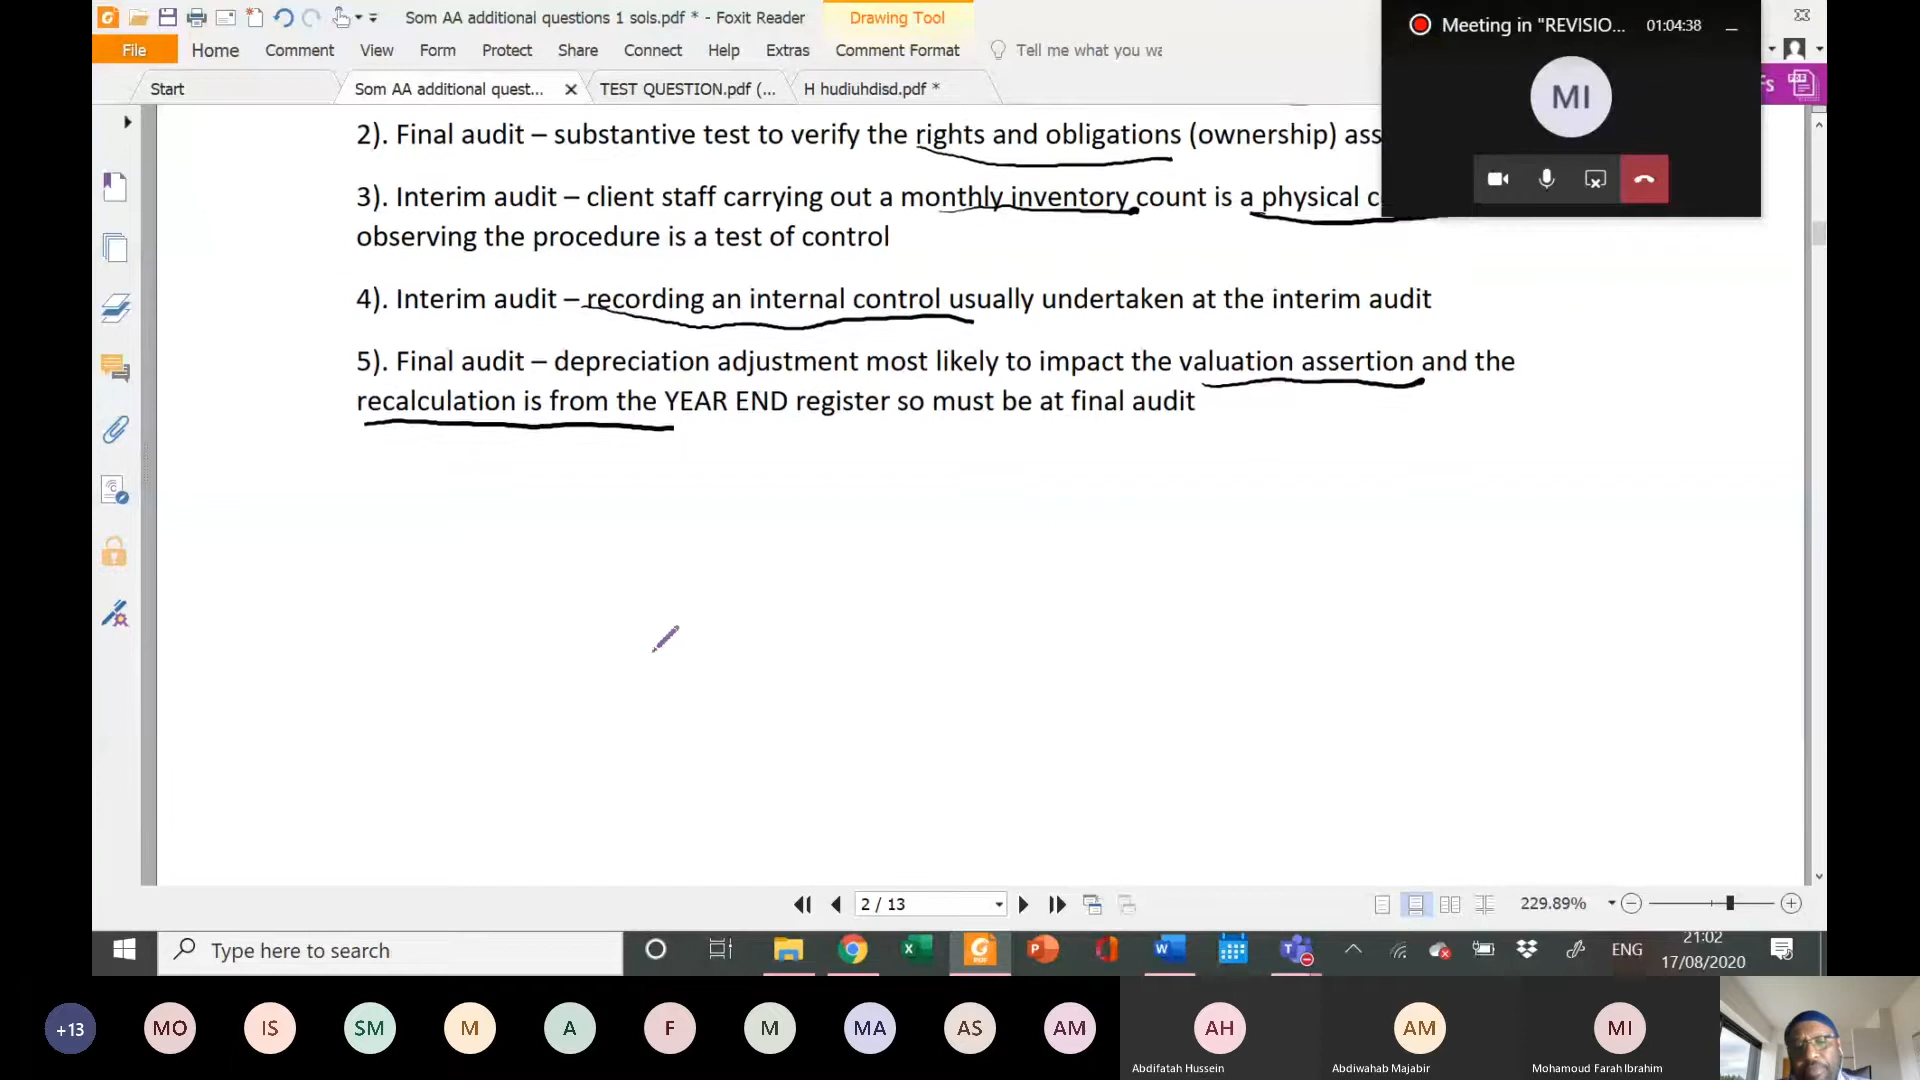 Som AA additional questions 1 sols.pdf * - Foxit Reader
Drawing Tool
Meeting in "REVISIO... 01:04:38
File Home Comment View Form Protect Share Connect Help Extras Comment Format Tell me what you wa
Start
Som AA additional quest...
TEST QUESTION.pdf (...
H hudiuhdisd.pdf *
MI
2). Final audit – substantive test to verify the rights and obligations (ownership) ass
3). Interim audit – client staff carrying out a monthly inventory count is a physical c
observing the procedure is a test of control
4). Interim audit – recording an internal control usually undertaken at the interim audit
5). Final audit – depreciation adjustment most likely to impact the valuation assertion and the
recalculation is from the YEAR END register so must be at final audit
2 / 13
229.89%
Type here to search
ENG
21:02
17/08/2020
+13 MO IS SM M A F M MA AS AM AH AM MI
Abdifatah Hussein Abdiwahab Majabir Mohamoud Farah Ibrahim